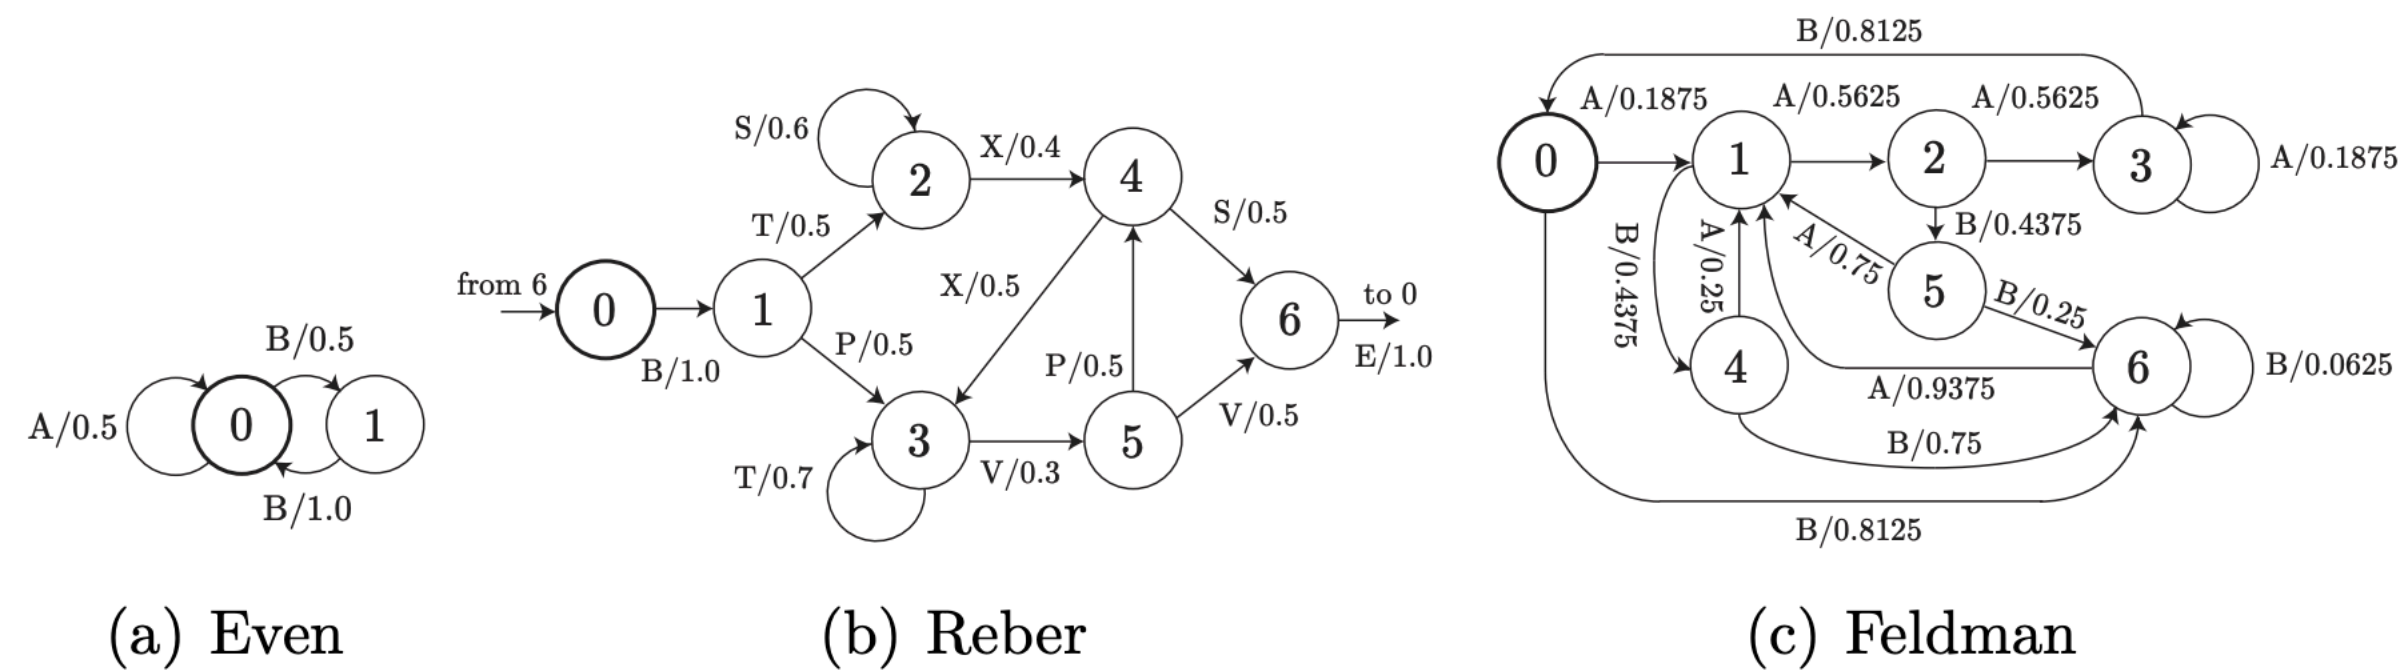 B/0.5
A/0.5
0
1
B/1.0
(a) Even
S/0.6
2
X/0.4
4
T/0.5
S/0.5
from 6
0
1
X/0.5
6
to 0
B/1.0
P/0.5
P/0.5
E/1.0
3
5
V/0.5
T/0.7
V/0.3
(b) Reber
B/0.8125
A/0.1875
A/0.5625
A/0.5625
0
1
2
3
A/0.1875
B/0.4375
A/0.25
A/0.75
B/0.4375
5
B/0.25
4
6
B/0.0625
A/0.9375
B/0.75
B/0.8125
(c) Feldman